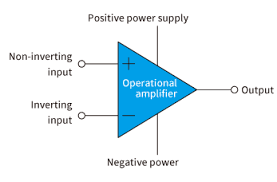 Positive power supply
Non-inverting
input
+
Operational
amplifier
Output
Inverting
input
−
Negative power